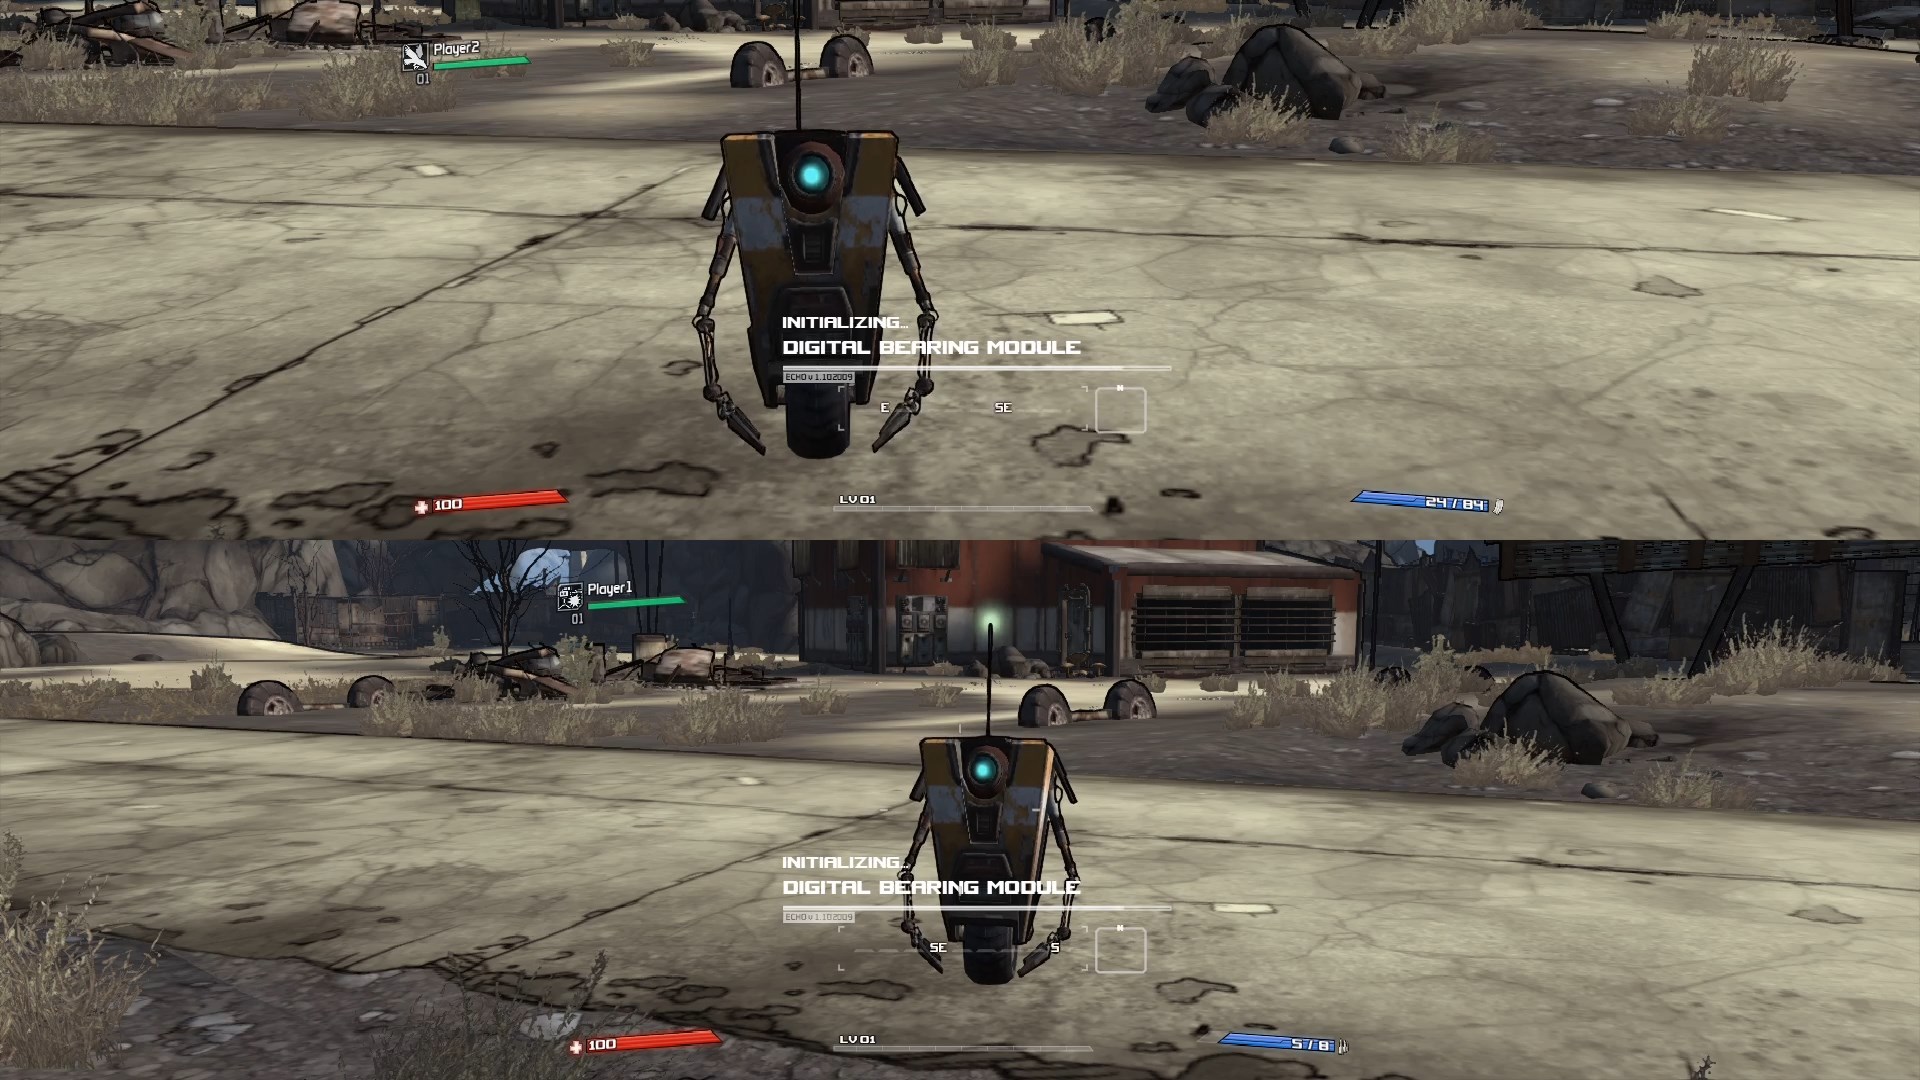 Player2
01
INITIALIZING...
DIGITAL BEARING MODULE
ECHO v 1.102009
E SE
100
LV 01
24 / 84
Player1
01
INITIALIZING...
DIGITAL BEARING MODULE
ECHO v 1.102009
SE S
100
LV 01
5 / 8